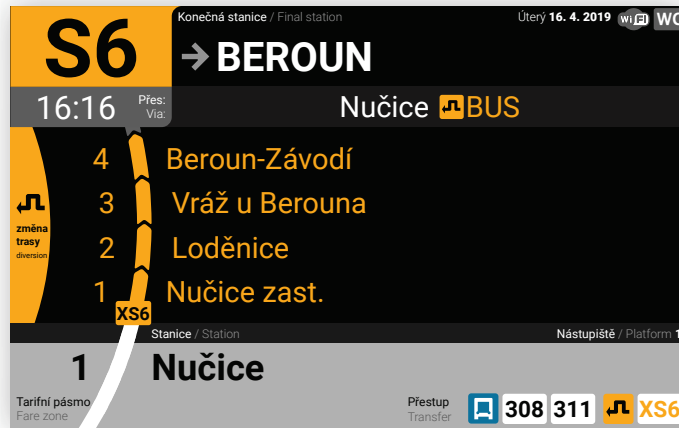 S6
Konečná stanice / Final station
Úterý 16. 4. 2019 WiFi WC
BEROUN
16:16
Přes:
Via:
Nučice BUS
4 Beroun-Závodí
3 Vráž u Berouna
změna
trasy
diversion
2 Loděnice
1 Nučice zast.
XS6
Stanice / Station
Nástupiště / Platform 1
1 Nučice
Tarifní pásmo
Fare zone
Přestup
Transfer
308 311 XS6